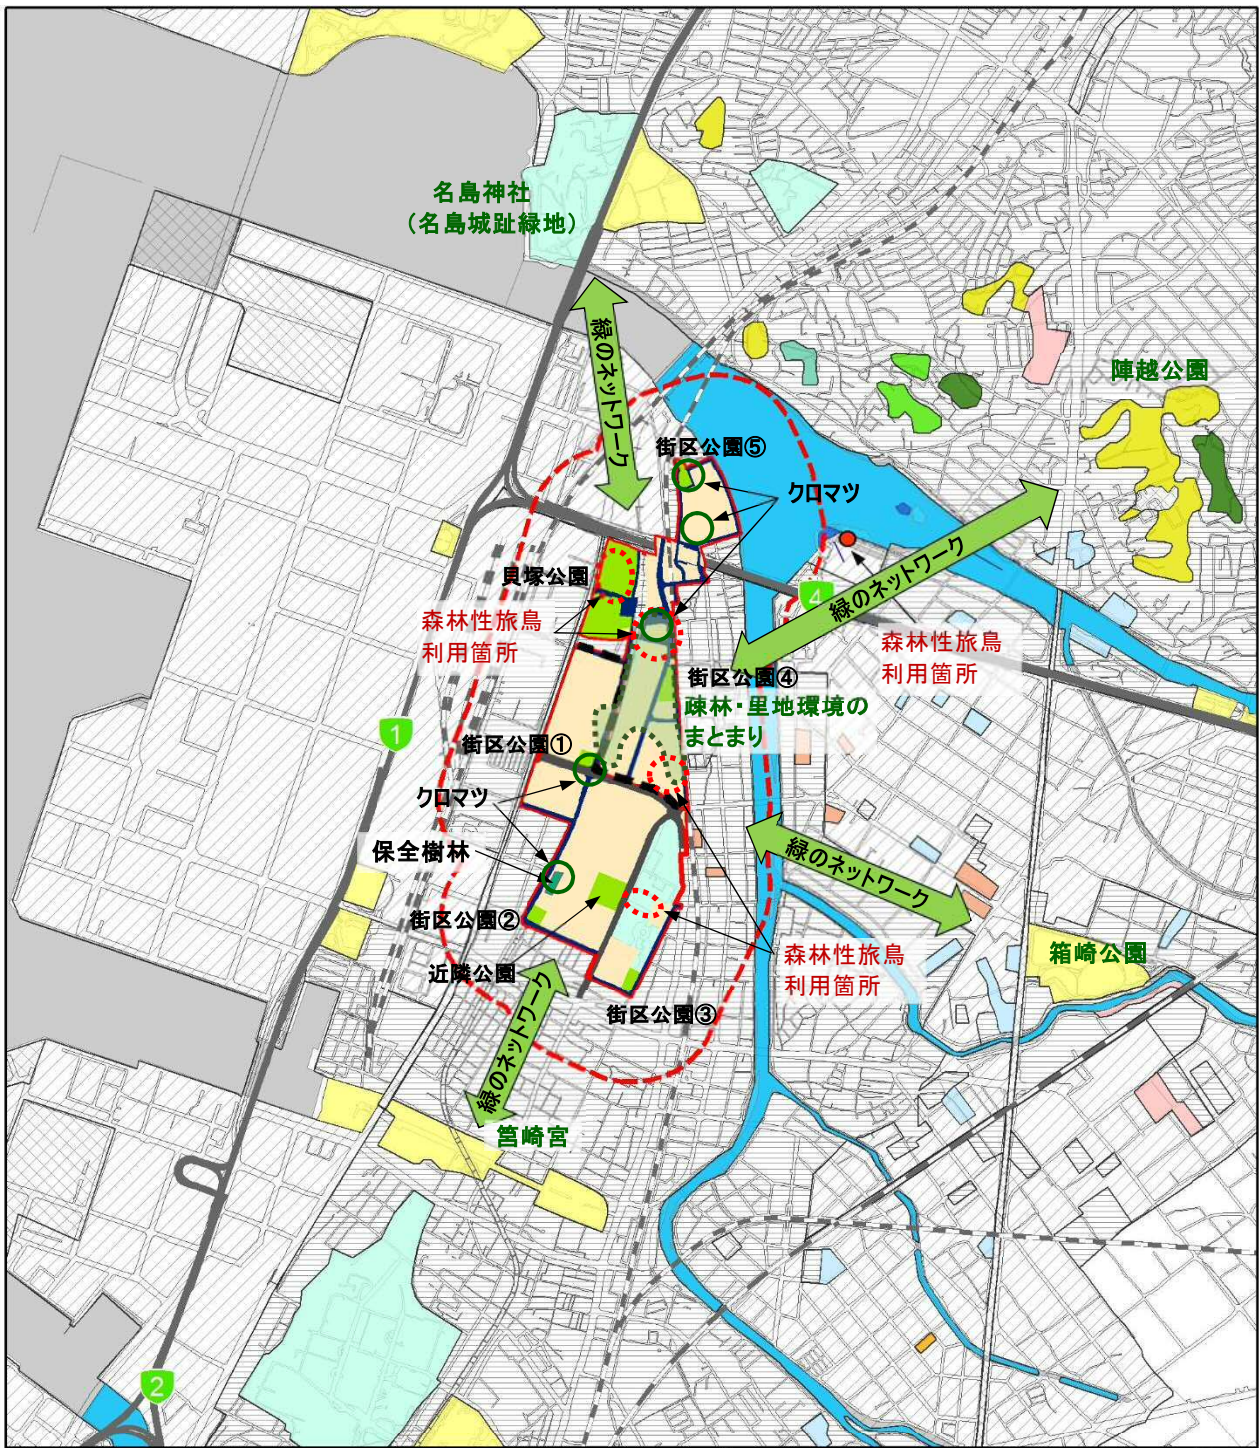 名島神社
（名島城趾緑地）
緑のネットワーク
陣越公園
街区公園⑤
クロマツ
貝塚公園
緑のネットワーク
4
森林性旅鳥
利用箇所
森林性旅鳥
利用箇所
街区公園④
疎林・里地環境の
まとまり
1
街区公園①
クロマツ
保全樹林
緑のネットワーク
街区公園②
近隣公園
森林性旅鳥
利用箇所
箱崎公園
街区公園③
緑のネットワーク
筥崎宮
2